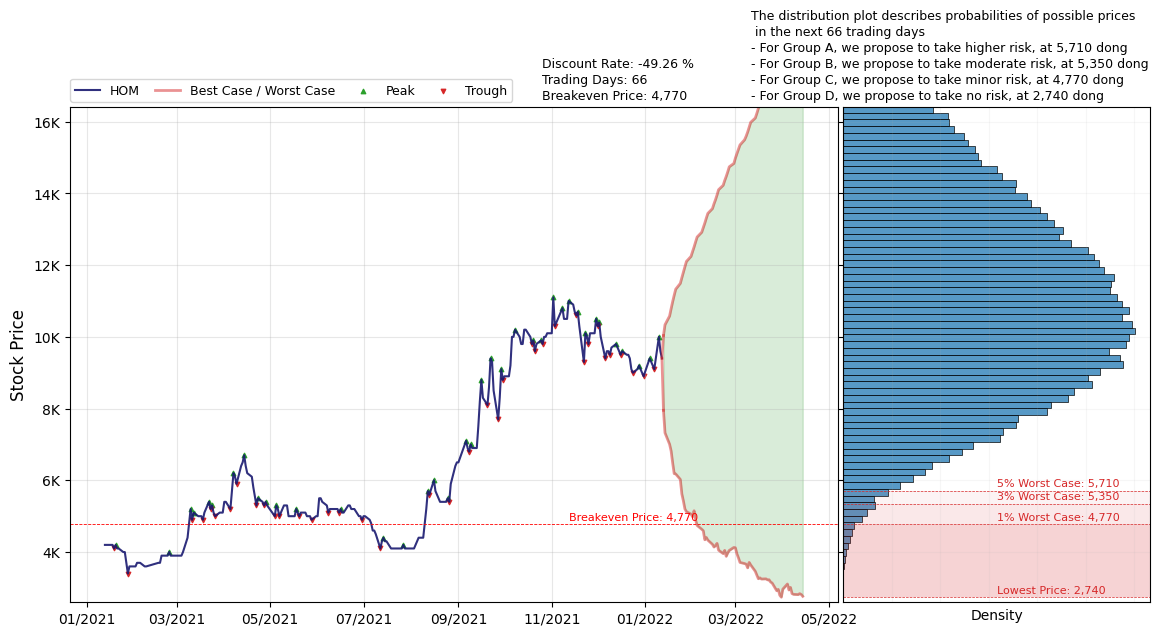 The distribution plot describes probabilities of possible prices
in the next 66 trading days
- For Group A, we propose to take higher risk, at 5,710 dong
- For Group B, we propose to take moderate risk, at 5,350 dong
- For Group C, we propose to take minor risk, at 4,770 dong
- For Group D, we propose to take no risk, at 2,740 dong
Discount Rate: -49.26 %
Trading Days: 66
Breakeven Price: 4,770
HOM
Best Case / Worst Case
Peak
Trough
Stock Price
16K
14K
12K
10K
8K
6K
4K
Breakeven Price: 4,770
5% Worst Case: 5,710
3% Worst Case: 5,350
1% Worst Case: 4,770
Lowest Price: 2,740
01/2021
03/2021
05/2021
07/2021
09/2021
11/2021
01/2022
03/2022
05/2022
Density